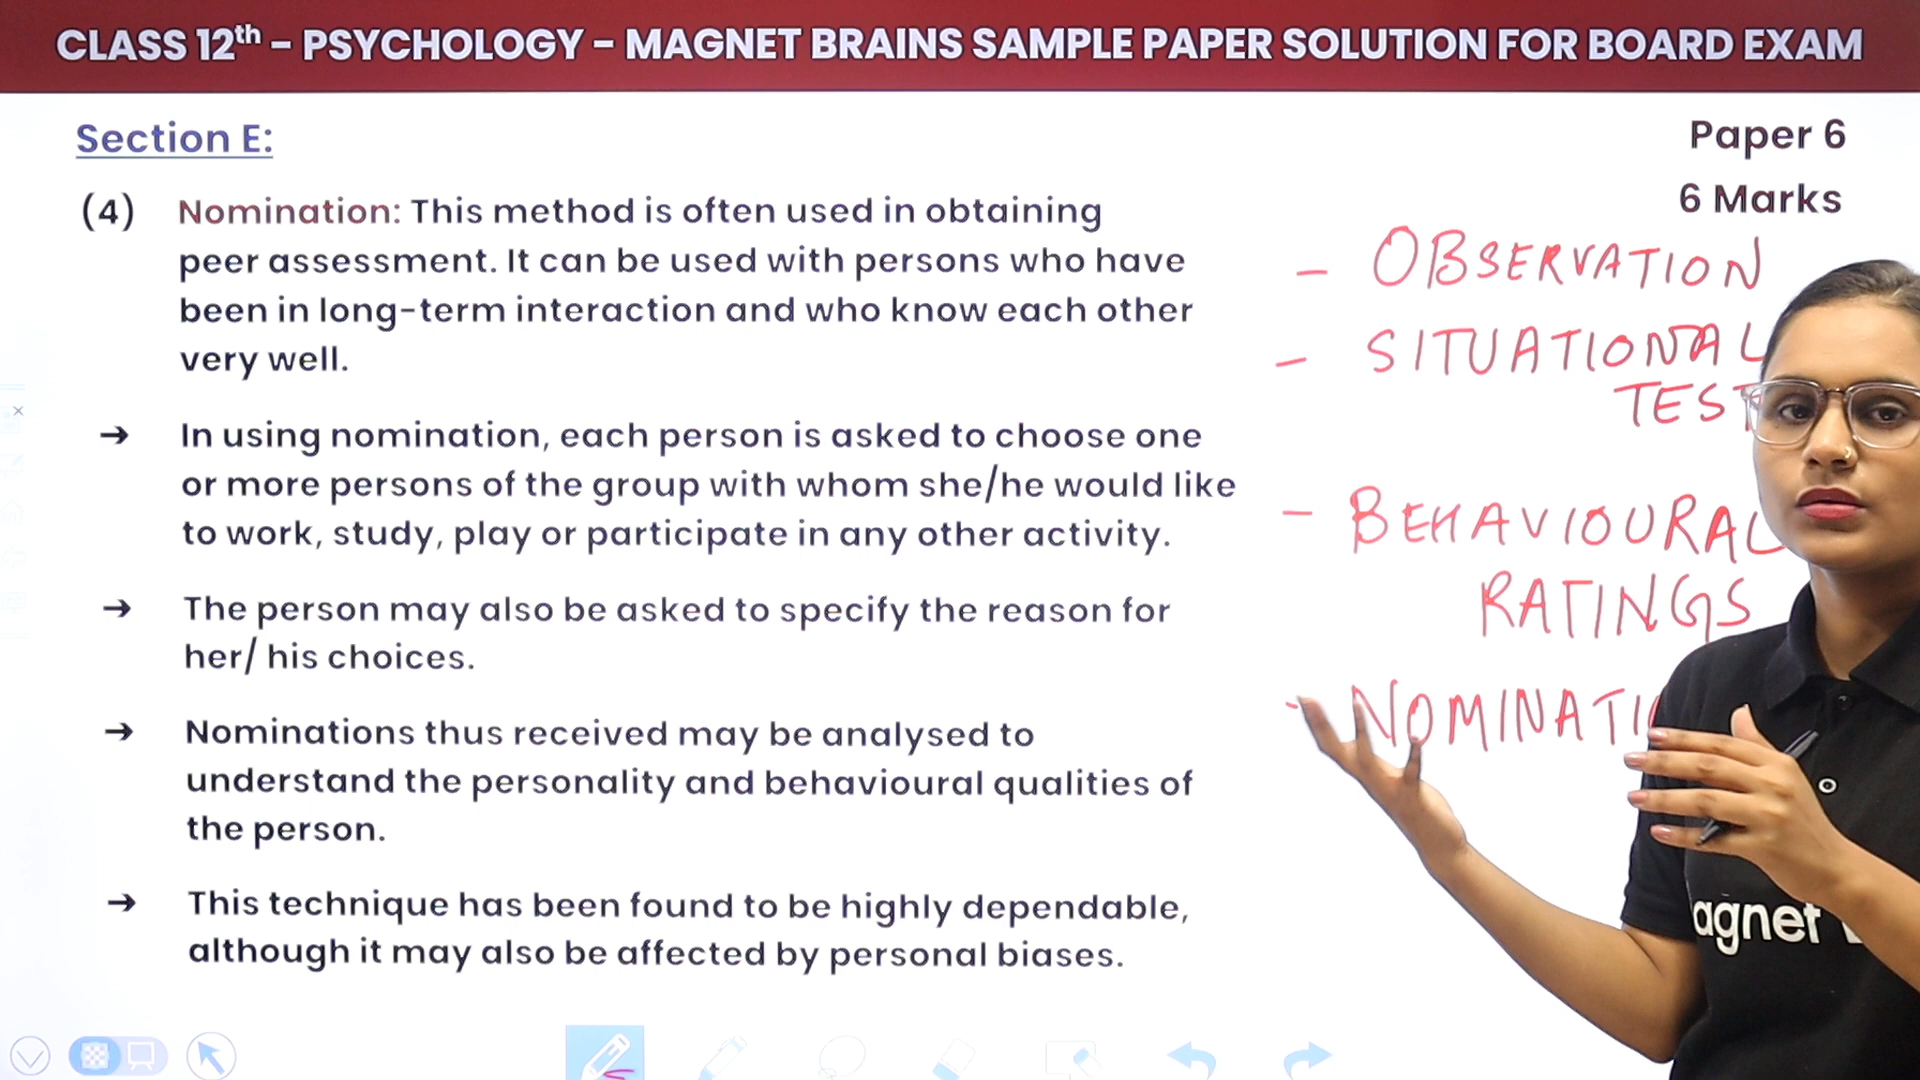 CLASS 12th - PSYCHOLOGY - MAGNET BRAINS SAMPLE PAPER SOLUTION FOR BOARD EXAM
Section E:
Paper 6
6 Marks
(4) Nomination: This method is often used in obtaining
peer assessment. It can be used with persons who have
been in long-term interaction and who know each other
very well.
→ In using nomination, each person is asked to choose one
or more persons of the group with whom she/he would like
to work, study, play or participate in any other activity.
→ The person may also be asked to specify the reason for
her/ his choices.
→ Nominations thus received may be analysed to
understand the personality and behavioural qualities of
the person.
→ This technique has been found to be highly dependable,
although it may also be affected by personal biases.
- OBSERVATION
- SITUATIONAL
TEST
- BEHAVIOURAL
RATINGS
- NOMINATI
agnet